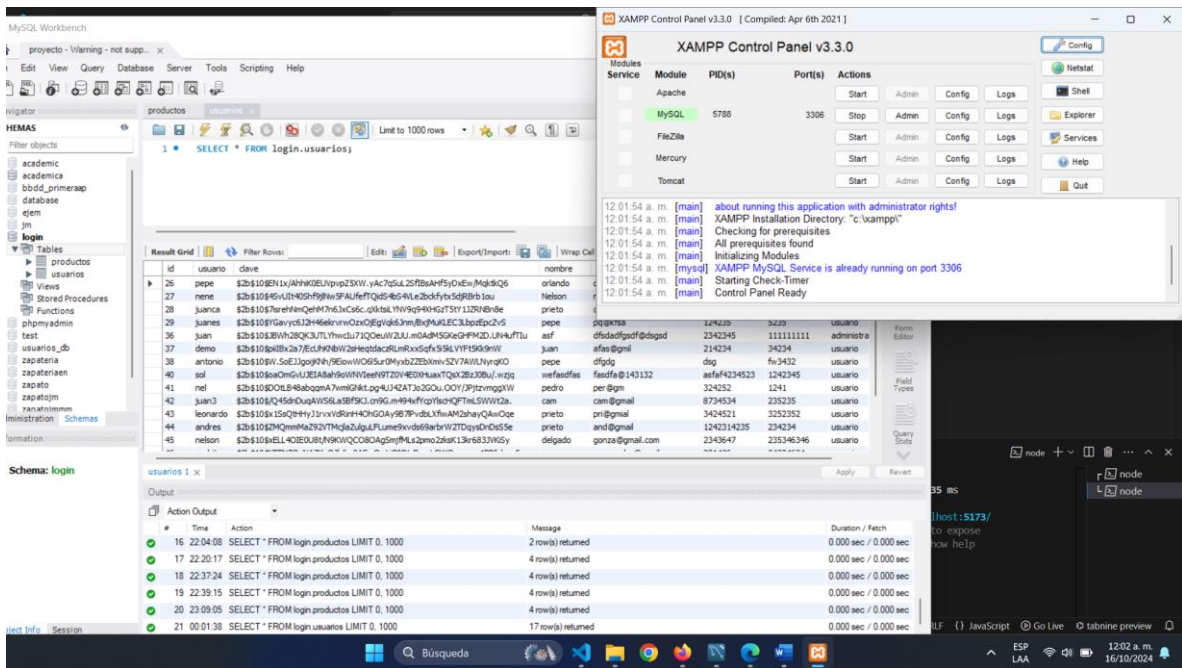 MySQL Workbench
proyecto - Warning - not supp..
Edit View Query Database Server Tools Scripting Help
HEMAS
Filter objects
academic
academica
bbdd_primeraap
database
ejem
jm
login
Tables
productos
usuarios
Views
Stored Procedures
Functions
phpmyadmin
test
usuarios_db
zapateria
zapateriaen
zapato
zapatojm
Schemas
Schema: login
Session
productos usuarios
Limit to 1000 rows
1 SELECT * FROM login.usuarios;
Result Grid Filter Rows: Edit: Export/Import: Wrap Cel
id usuario clave nombre
26 pepe orlando
27 nene Nelson
28 juanca prieto
29 juanes pepe 124235 5235 usuario
36 juan asf dfsdadfgsdf@dsgsd 2342345 111111111 administra
37 demo juan afas@gmil 214234 34234 usuario
38 antonio pepe dfgdg dsg fw3432 usuario
40 sol wefasdfas fasdfa@143132 asfaf4234523 1242345 usuario
41 nel pedro per@gm 324252 1241 usuario
42 juan3 cam cam@gmail 8734534 235235 usuario
43 leonardo prieto pri@gmial 3424521 3252352 usuario
44 andres prieto and@gmail 1242314235 234234 usuario
45 nelson delgado gonza@gmail.com 2343647 235346346 usuario
Form Editor
Field Types
Query Stats
usuarios 1
Apply Revert
Output
Action Output
# Time Action Message Duration / Fetch
16 22:04:08 SELECT * FROM login.productos LIMIT 0, 1000 2 row(s) returned 0.000 sec / 0.000 sec
17 22:20:17 SELECT * FROM login.productos LIMIT 0, 1000 4 row(s) returned 0.000 sec / 0.000 sec
18 22:37:24 SELECT * FROM login.productos LIMIT 0, 1000 4 row(s) returned 0.000 sec / 0.000 sec
19 22:39:15 SELECT * FROM login.productos LIMIT 0, 1000 4 row(s) returned 0.000 sec / 0.000 sec
20 23:09:05 SELECT * FROM login.productos LIMIT 0, 1000 4 row(s) returned 0.000 sec / 0.000 sec
21 00:01:38 SELECT * FROM login.usuarios LIMIT 0, 1000 17 row(s) returned 0.000 sec / 0.000 sec
XAMPP Control Panel v3.3.0 [ Compiled: Apr 6th 2021 ]
XAMPP Control Panel v3.3.0
Config
Modules
Service Module PID(s) Port(s) Actions
Netstat
Apache Start Admin Config Logs
Shell
MySQL 5788 3306 Stop Admin Config Logs
Explorer
FileZilla Start Admin Config Logs
Services
Mercury Start Admin Config Logs
Help
Tomcat Start Admin Config Logs
Quit
12:01:54 a. m. [main] about running this application with administrator rights!
12:01:54 a. m. [main] XAMPP Installation Directory: "c:\xampp\"
12:01:54 a. m. [main] Checking for prerequisites
12:01:54 a. m. [main] All prerequisites found
12:01:54 a. m. [main] Initializing Modules
12:01:54 a. m. [mysql] XAMPP MySQL Service is already running on port 3306
12:01:54 a. m. [main] Starting Check-Timer
12:01:54 a. m. [main] Control Panel Ready
node
node
node
35 ms
lhost:5173/
to expose
how help
RLF {} JavaScript Go Live tabnine preview
Búsqueda
ESP
LAA
12:02 a. m.
16/10/2024